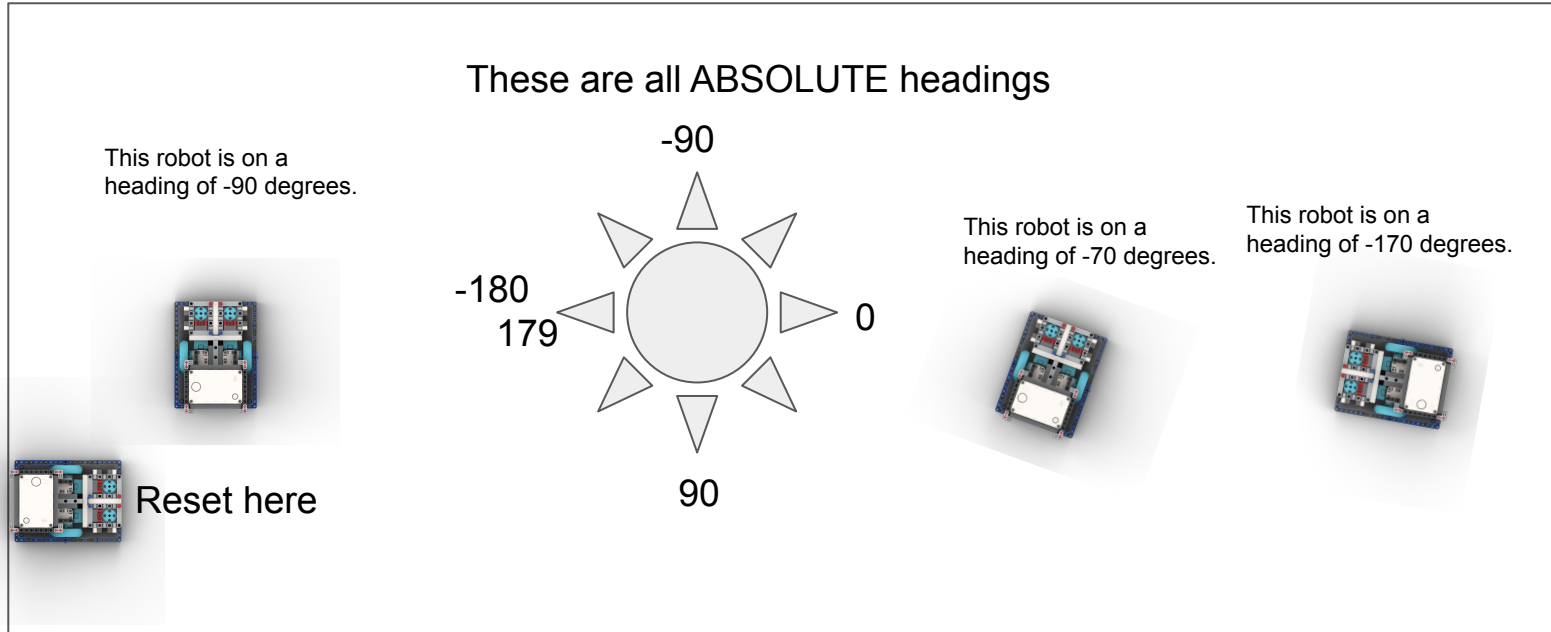 These are all ABSOLUTE headings
-90
This robot is on a
heading of -90 degrees.
This robot is on a
heading of -70 degrees.
This robot is on a
heading of -170 degrees.
-180
179
0
90
Reset here